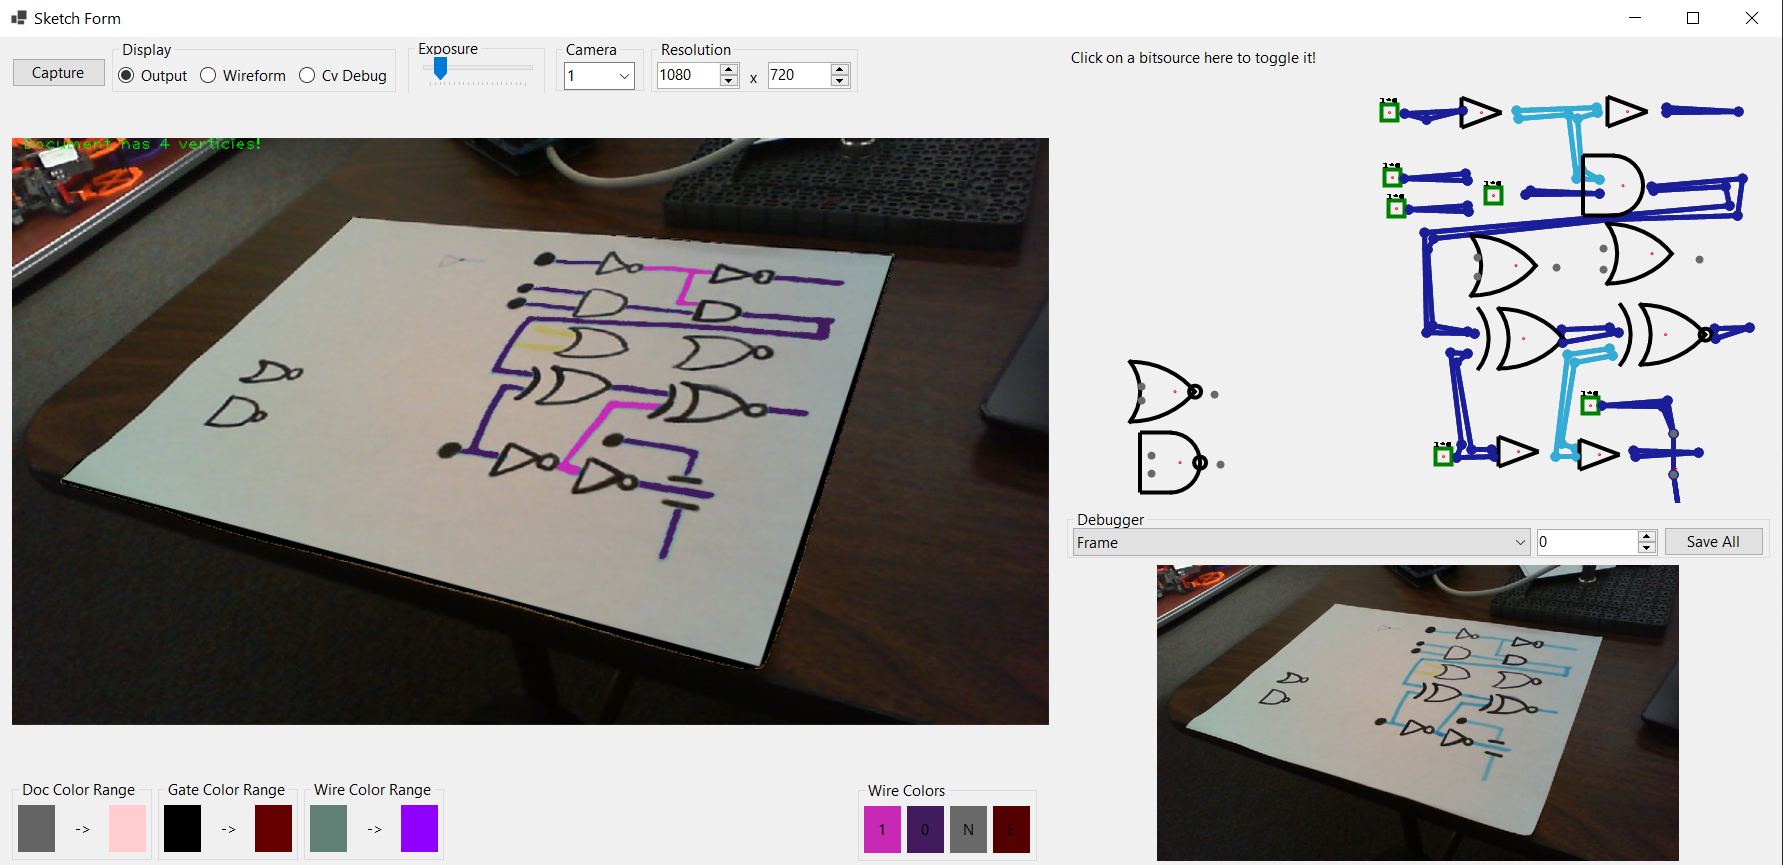 Sketch Form
Capture
Display
Output
Wireform
Cv Debug
Exposure
Camera
1
Resolution
1080
x
720
Click on a bitsource here to toggle it!
Document has 4 verticies!
Debugger
Frame
0
Save All
Doc Color Range
->
Gate Color Range
->
Wire Color Range
->
Wire Colors
1
0
N
E